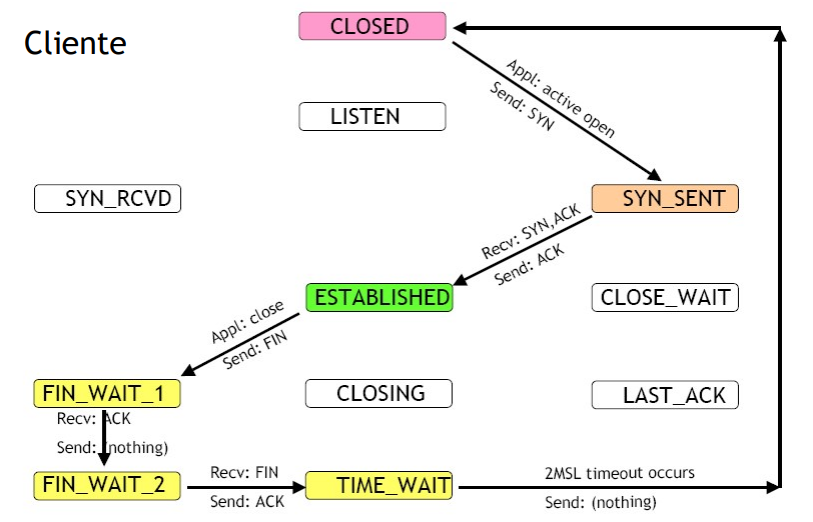 Cliente
CLOSED
Appl: active open
Send: SYN
LISTEN
SYN_RCVD
SYN_SENT
Recv: SYN,ACK
Send: ACK
ESTABLISHED
CLOSE_WAIT
Appl: close
Send: FIN
FIN_WAIT_1
CLOSING
LAST_ACK
Recv: ACK
Send: (nothing)
FIN_WAIT_2
Recv: FIN
Send: ACK
TIME_WAIT
2MSL timeout occurs
Send: (nothing)